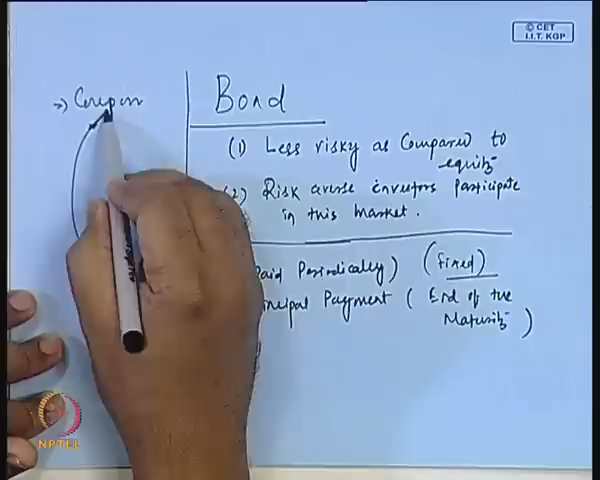 © CET
I.I.T. KGP
→) Coupon
Bond
(1) Less risky as Compared to
equity
2) Risk averse investors participate
in this market.
Paid Periodically) (fixed)
Payment ( End of the
Maturity )
NPTEL